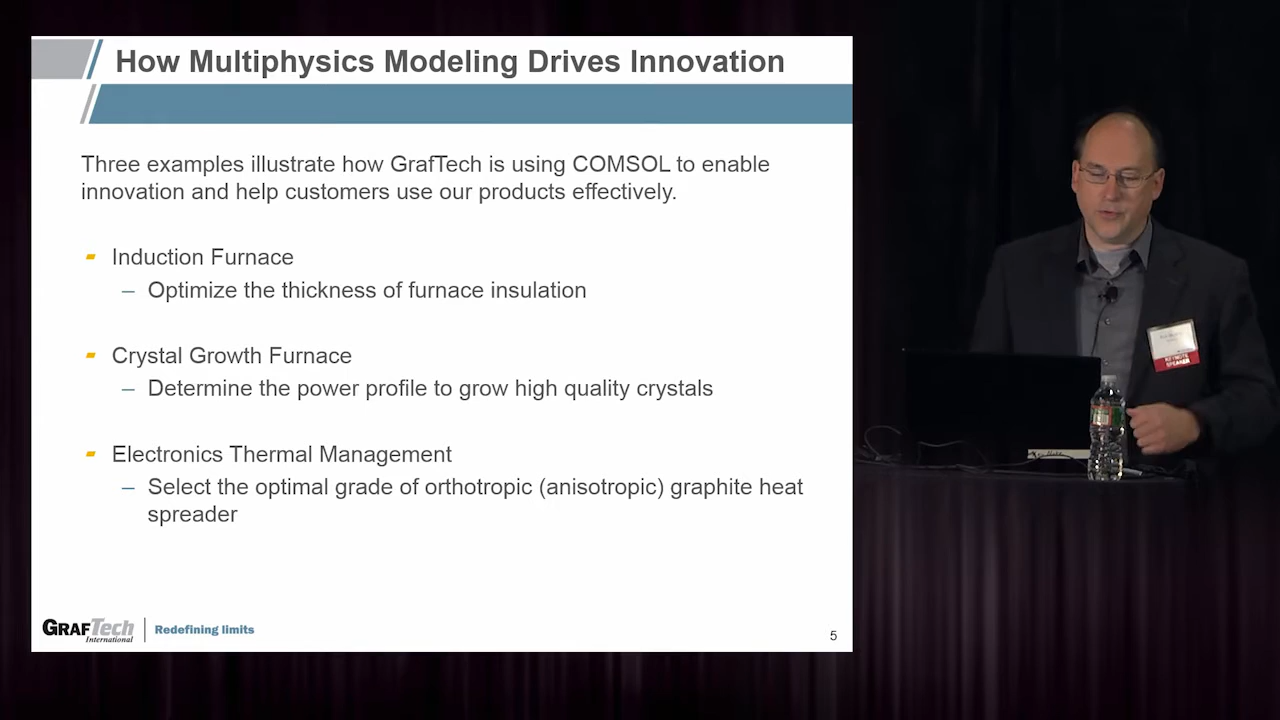 How Multiphysics Modeling Drives Innovation
Three examples illustrate how GrafTech is using COMSOL to enable
innovation and help customers use our products effectively.
Induction Furnace
– Optimize the thickness of furnace insulation
Crystal Growth Furnace
– Determine the power profile to grow high quality crystals
Electronics Thermal Management
– Select the optimal grade of orthotropic (anisotropic) graphite heat
spreader
GRAFTech
International
Redefining limits
5
KEYNOTE
SPEAKER